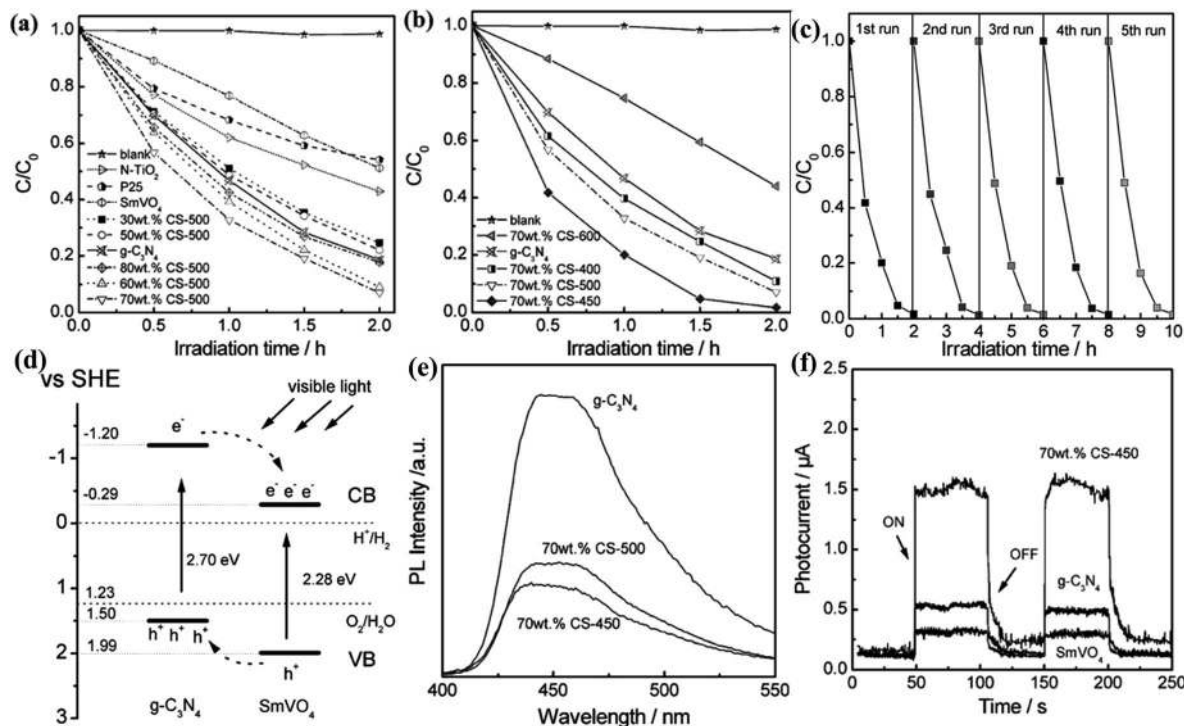 (a)
C/C₀
1.0
0.8
0.6
0.4
0.2
0.0
blank
N-TiO₂
P25
SmVO₄
30wt.% CS-500
50wt.% CS-500
g-C₃N₄
80wt.% CS-500
60wt.% CS-500
70wt.% CS-500
0.0 0.5 1.0 1.5 2.0
Irradiation time / h
(b)
C/C₀
1.0
0.8
0.6
0.4
0.2
0.0
blank
70wt.% CS-600
g-C₃N₄
70wt.% CS-400
70wt.% CS-500
70wt.% CS-450
0.0 0.5 1.0 1.5 2.0
Irradiation time / h
(c)
1st run 2nd run 3rd run 4th run 5th run
C/C₀
1.0
0.8
0.6
0.4
0.2
0.0
0 1 2 3 4 5 6 7 8 9 10
Irradiation time / h
(d)
vs SHE
visible light
-1.20
e⁻
-1
-0.29
e⁻ e⁻ e⁻
CB
0
H⁺/H₂
2.70 eV
2.28 eV
1
1.23
1.50
O₂/H₂O
h⁺ h⁺ h⁺
1.99
2
h⁺
VB
3
g-C₃N₄ SmVO₄
(e)
PL Intensity /a.u.
g-C₃N₄
70wt.% CS-500
70wt.% CS-450
400 450 500 550
Wavelength / nm
(f)
Photocurrent / µA
2.5
2.0
1.5
1.0
0.5
0.0
70wt.% CS-450
ON
OFF
g-C₃N₄
SmVO₄
0 50 100 150 200 250
Time / s